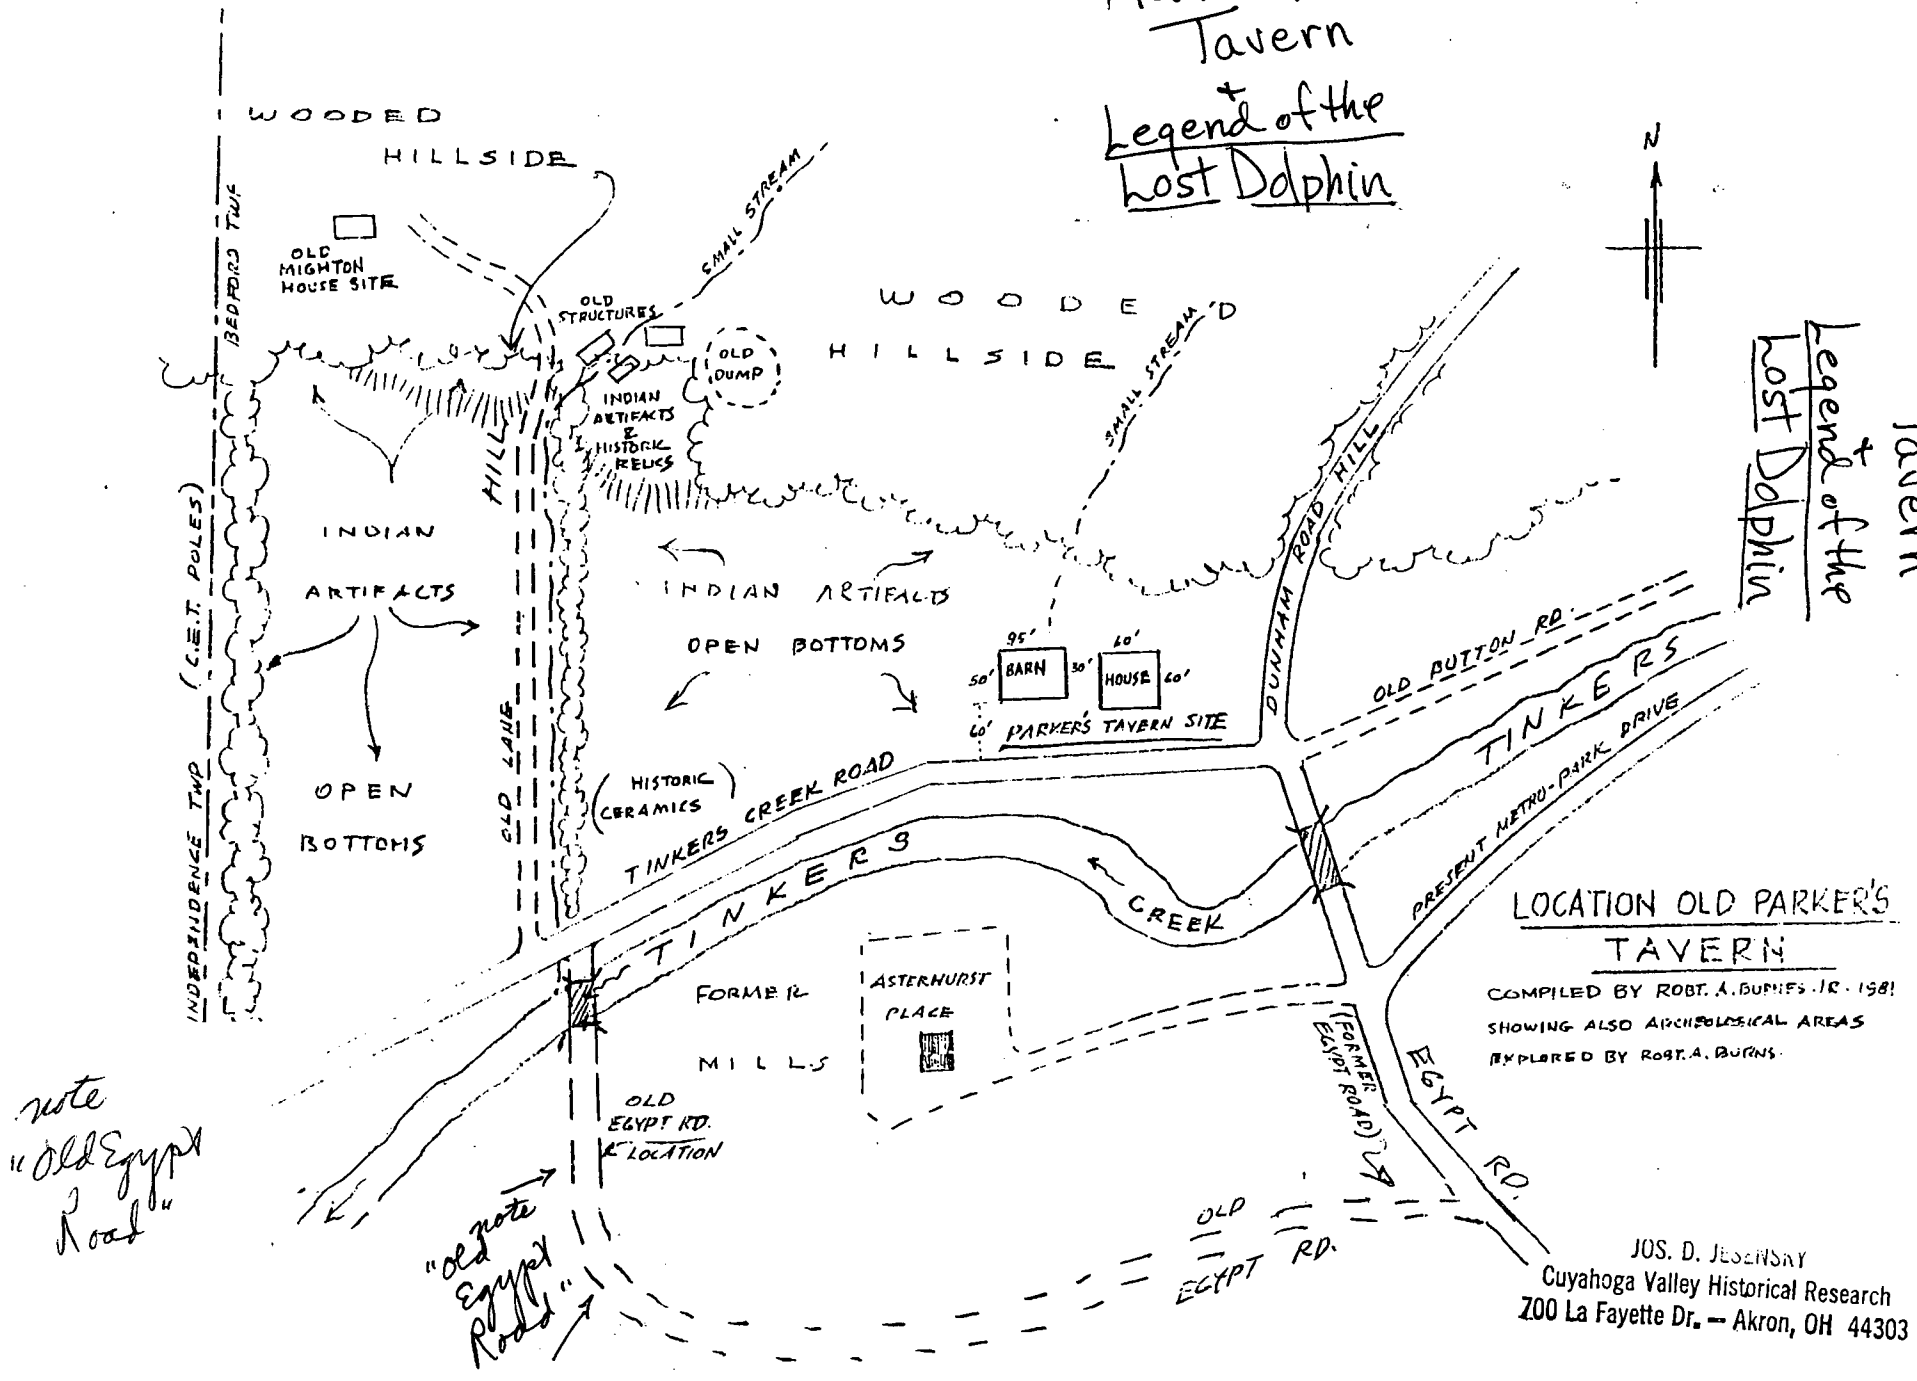 Tavern
+
Legend of the
Lost Dolphin
N
WOODED
HILLSIDE
BEDFORD TWP.
OLD
MIGHTON
HOUSE SITE
SMALL STREAM
OLD
STRUCTURES
OLD
DUMP
INDIAN
ARTIFACTS
&
HISTORIC
RELICS
WOODE'D
HILLSIDE
SMALL STREAM
HILL
DUNHAM ROAD HILL
Tavern
+
Legend of the
Lost Dolphin
INDEPENDENCE TWP (C.E.T. POLES)
INDIAN
ARTIFACTS
OPEN
BOTTOMS
OLD LANE
INDIAN ARTIFACTS
OPEN BOTTOMS
95'
50' BARN 30'
60'
HOUSE 60'
60'
PARKER'S TAVERN SITE
OLD BUTTON RD.
TINKERS
PRESENT METRO-PARK DRIVE
(HISTORIC
CERAMICS)
TINKERS CREEK ROAD
TINKERS
CREEK
FORMER
MILLS
ASTERHURST
PLACE
LOCATION OLD PARKER'S
TAVERN
COMPILED BY ROBT. A. BURNS JR. 1981
SHOWING ALSO ARCHEOLOGICAL AREAS
EXPLORED BY ROBT. A. BURNS.
(FORMER
EGYPT ROAD)
EGYPT RD.
OLD
EGYPT RD.
LOCATION
note
"Old Egypt
Road"
note
"old
Egypt
Road"
OLD
EGYPT RD.
JOS. D. JESENSKY
Cuyahoga Valley Historical Research
700 La Fayette Dr. — Akron, OH 44303